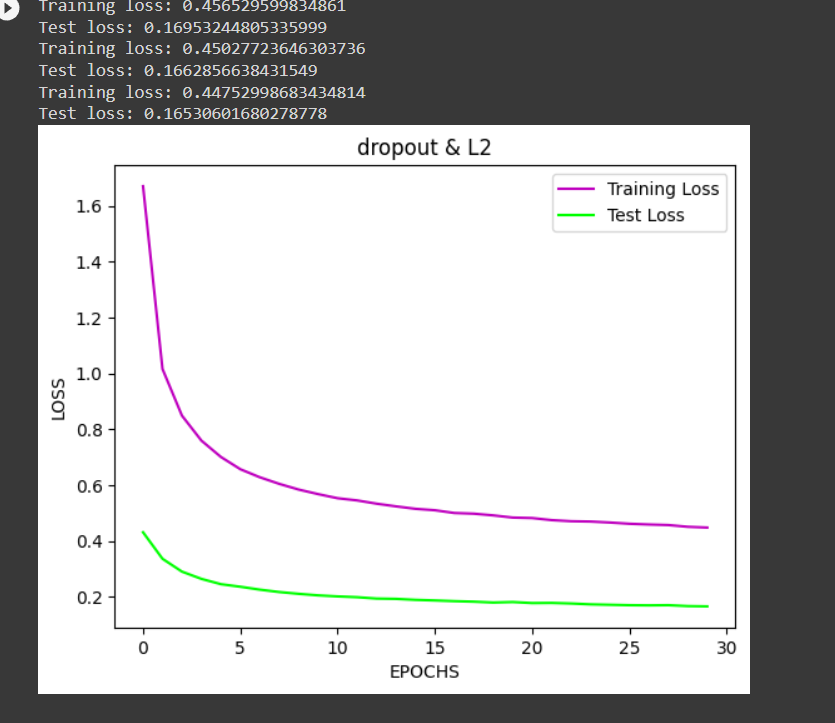 Training loss: 0.456529599834861
Test loss: 0.16953244805335999
Training loss: 0.45027723646303736
Test loss: 0.1662856638431549
Training loss: 0.44752998683434814
Test loss: 0.16530601680278778
dropout & L2
Training Loss
Test Loss
1.6
1.4
1.2
1.0
0.8
0.6
0.4
0.2
LOSS
0 5 10 15 20 25 30
EPOCHS